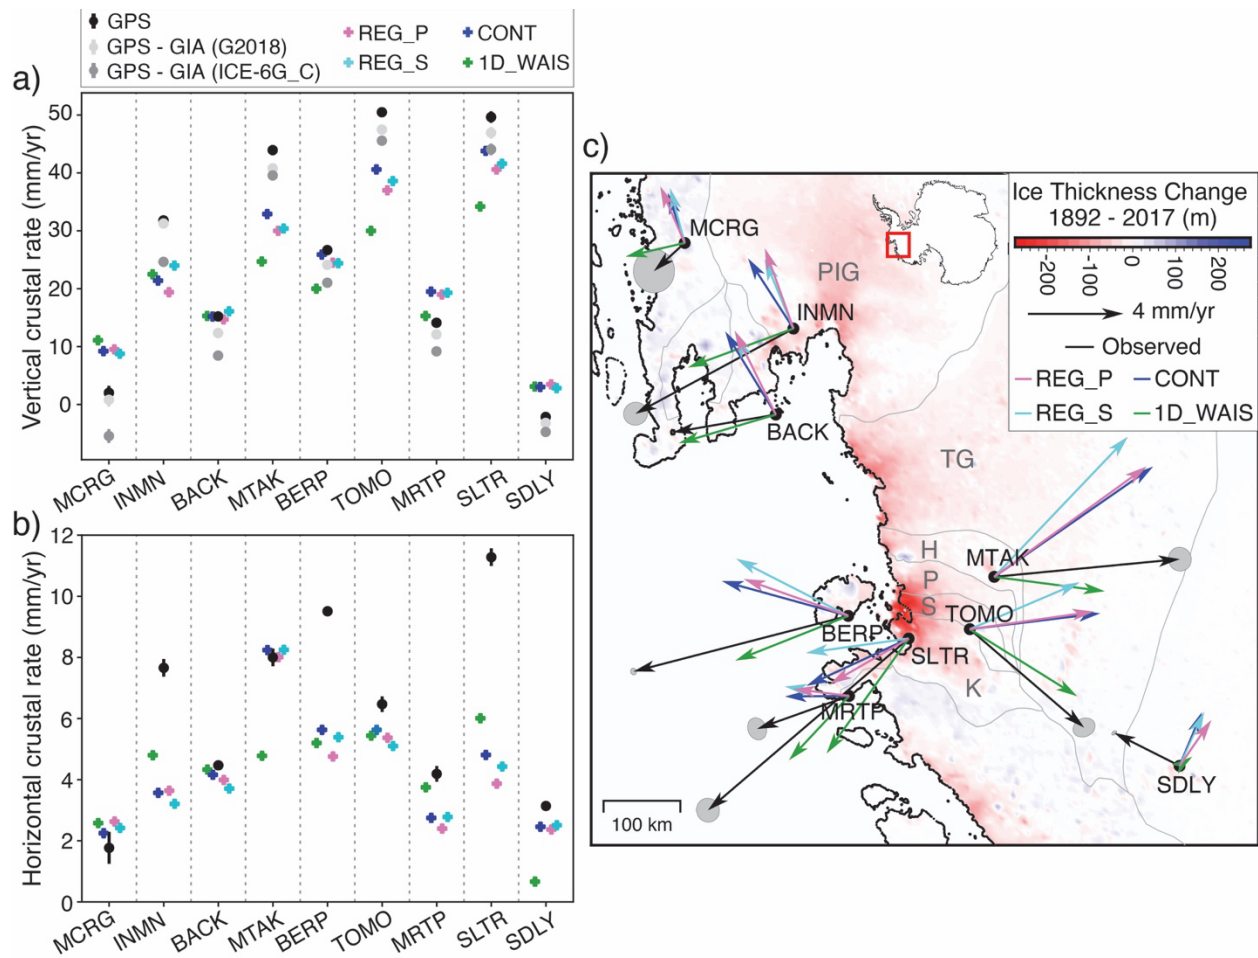 GPS
GPS - GIA (G2018)
GPS - GIA (ICE-6G_C)
REG_P
REG_S
CONT
1D_WAIS
a)
Vertical crustal rate (mm/yr)
50
40
30
20
10
0
MCRG
INMN
BACK
MTAK
BERP
TOMO
MRTP
SLTR
SDLY
b)
Horizontal crustal rate (mm/yr)
12
10
8
6
4
2
0
MCRG
INMN
BACK
MTAK
BERP
TOMO
MRTP
SLTR
SDLY
c)
Ice Thickness Change
1892 - 2017 (m)
200
100
0
100
200
4 mm/yr
Observed
REG_P
CONT
REG_S
1D_WAIS
MCRG
PIG
INMN
BACK
TG
H
MTAK
P
S
TOMO
BERP
SLTR
K
MRTP
SDLY
100 km